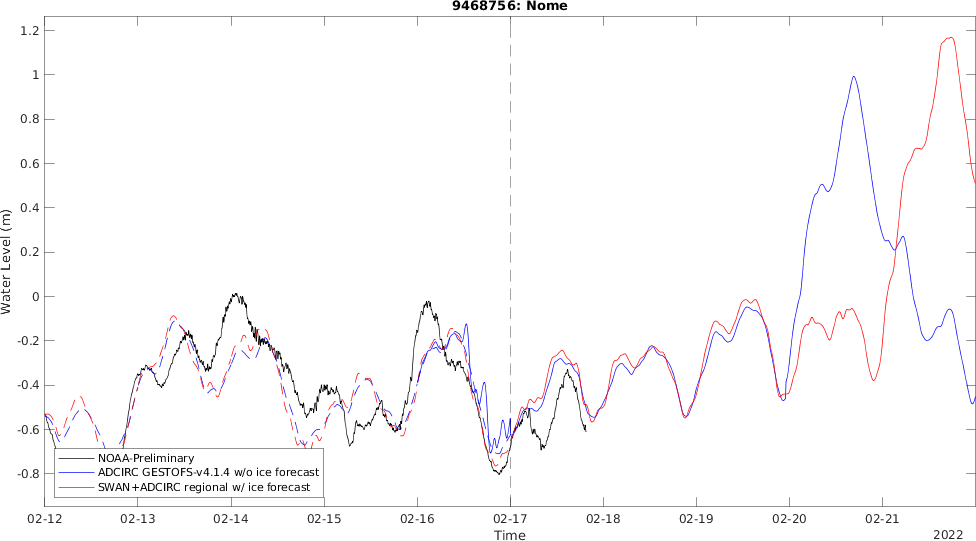 9468756: Nome
1.2
1
0.8
0.6
0.4
0.2
0
-0.2
-0.4
-0.6
-0.8
Water Level (m)
NOAA-Preliminary
ADCIRC GESTOFS-v4.1.4 w/o ice forecast
SWAN+ADCIRC regional w/ ice forecast
02-12 02-13 02-14 02-15 02-16 02-17 02-18 02-19 02-20 02-21
Time
2022